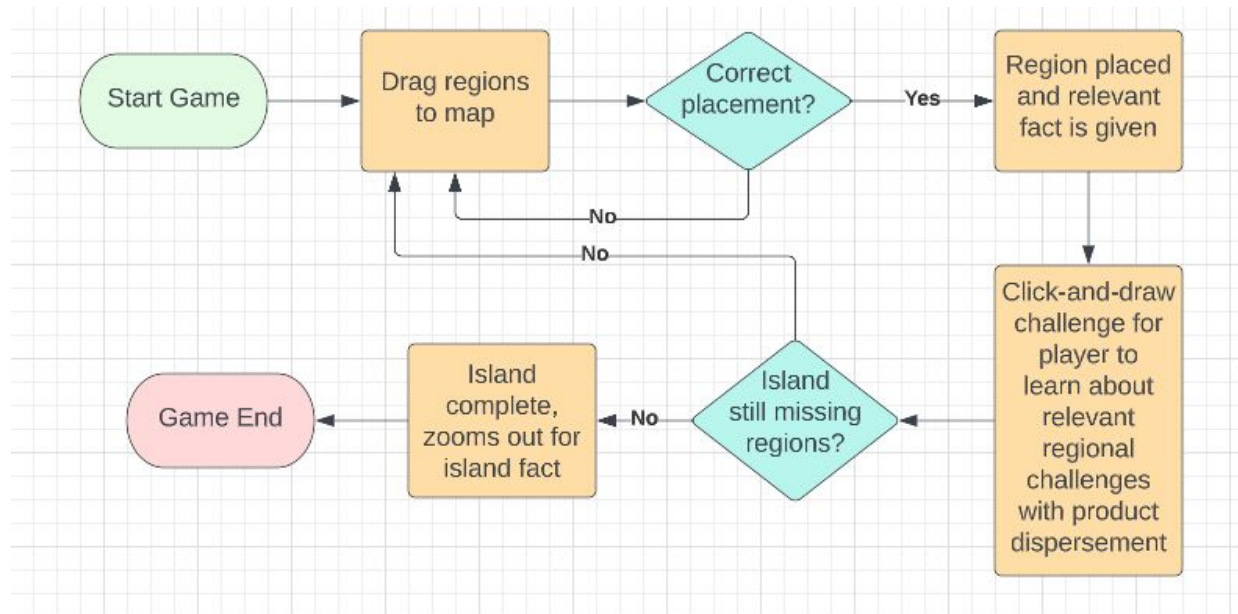 Start Game
Drag regions
to map
Correct
placement?
Yes
Region placed
and relevant
fact is given
No
No
Click-and-draw
challenge for
player to
learn about
relevant
regional
challenges
with product
dispersement
Island
still missing
regions?
No
Island
complete,
zooms out for
island fact
Game End